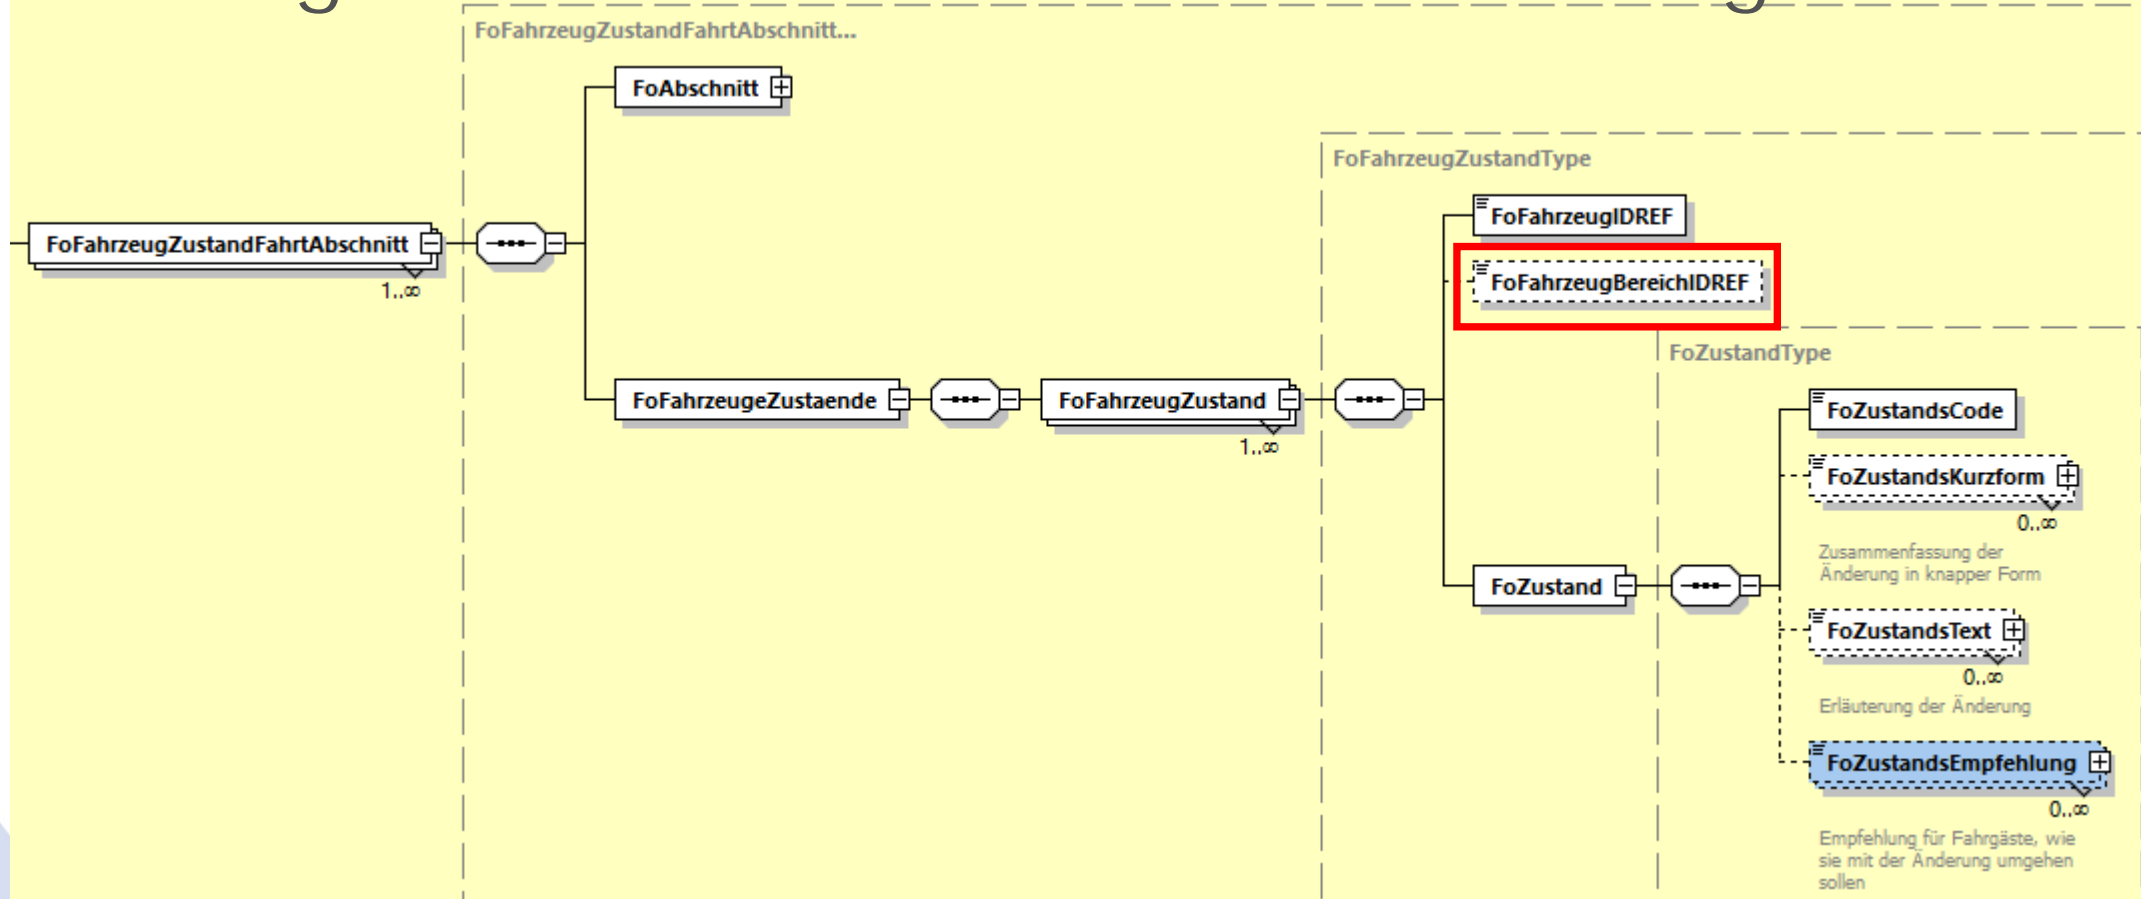 FoFahrzeugZustandFahrtAbschnitt...
FoAbschnitt
FoFahrzeugZustandType
FoFahrzeugIDREF
FoFahrzeugZustandFahrtAbschnitt
1..∞
FoFahrzeugBereichIDREF
FoZustandType
FoFahrzeugeZustaende
FoFahrzeugZustand
1..∞
FoZustandsCode
FoZustandsKurzform
0..∞
Zusammenfassung der
Änderung in knapper Form
FoZustand
FoZustandsText
0..∞
Erläuterung der Änderung
FoZustandsEmpfehlung
0..∞
Empfehlung für Fahrgäste, wie
sie mit der Änderung umgehen
sollen